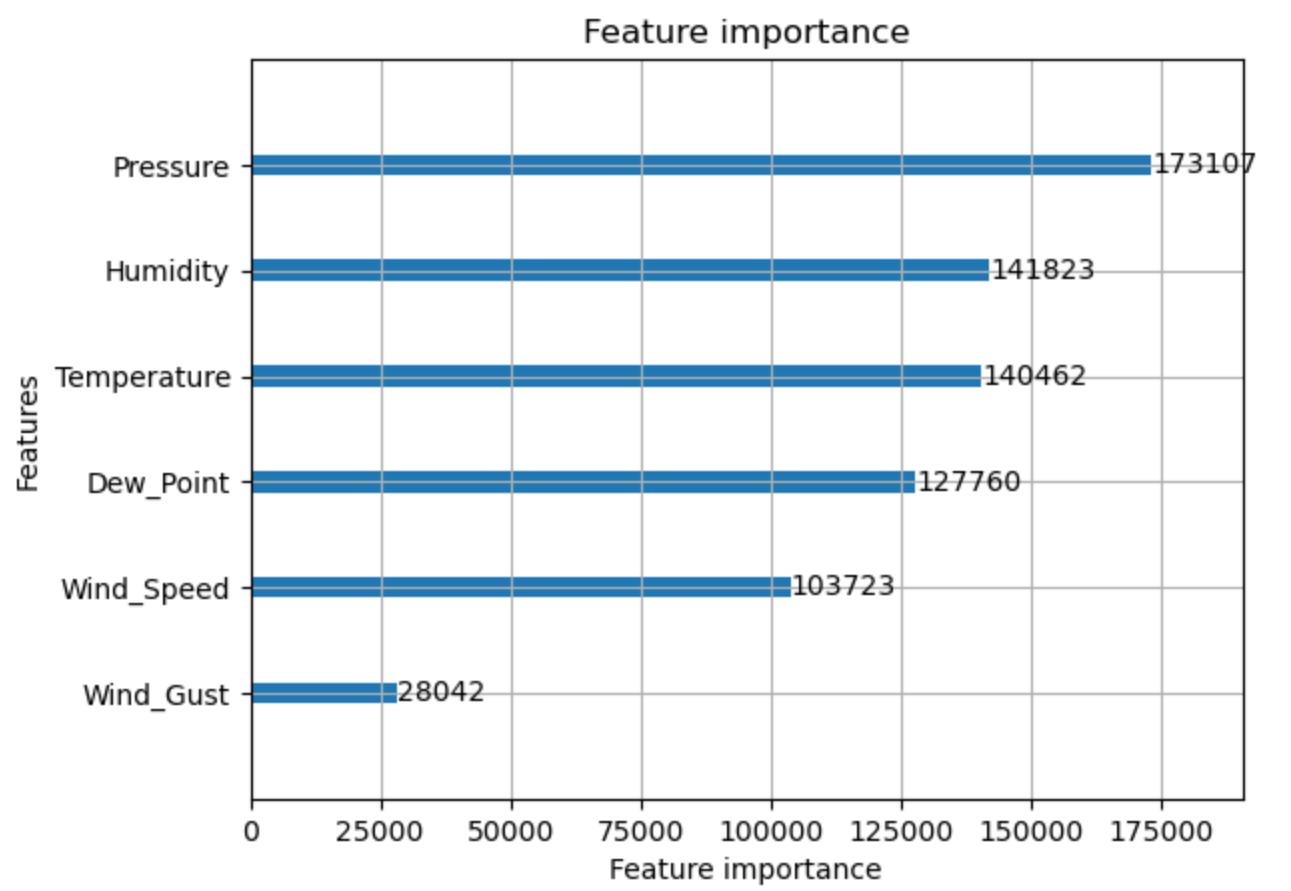 Feature importance
Pressure 173107
Humidity 141823
Temperature 140462
Dew_Point 127760
Wind_Speed 103723
Wind_Gust 28042
Features
0 25000 50000 75000 100000 125000 150000 175000
Feature importance